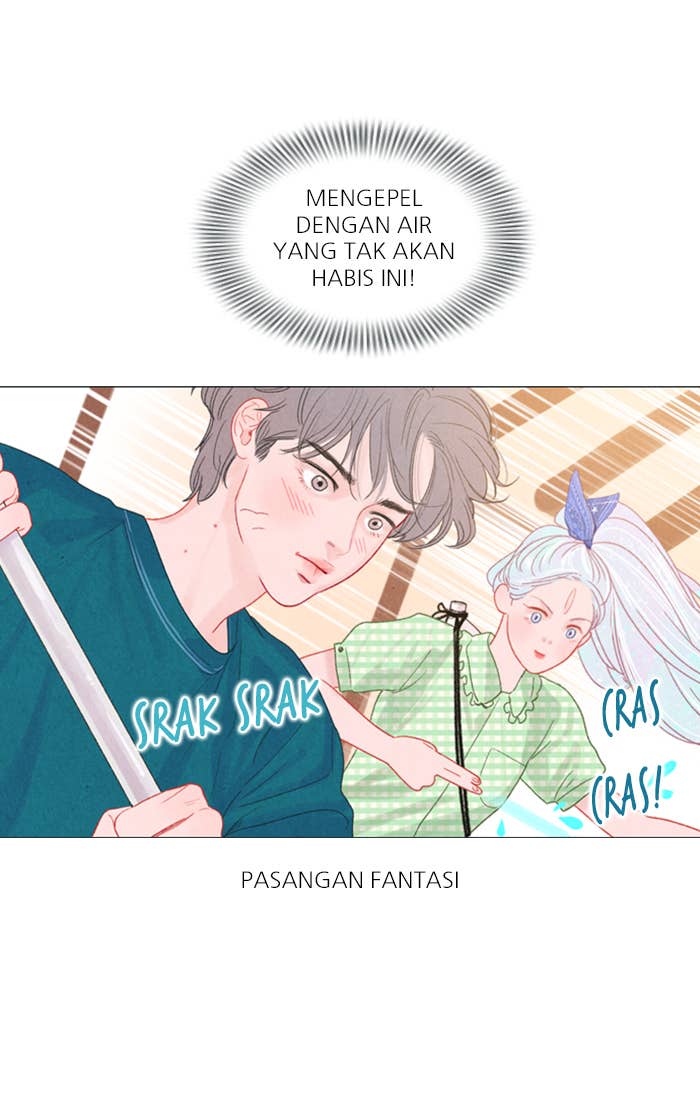 MENGEPEL
DENGAN AIR
YANG TAK AKAN
HABIS INI!
SRAK SRAK
CRAS
CRAS!
PASANGAN FANTASI